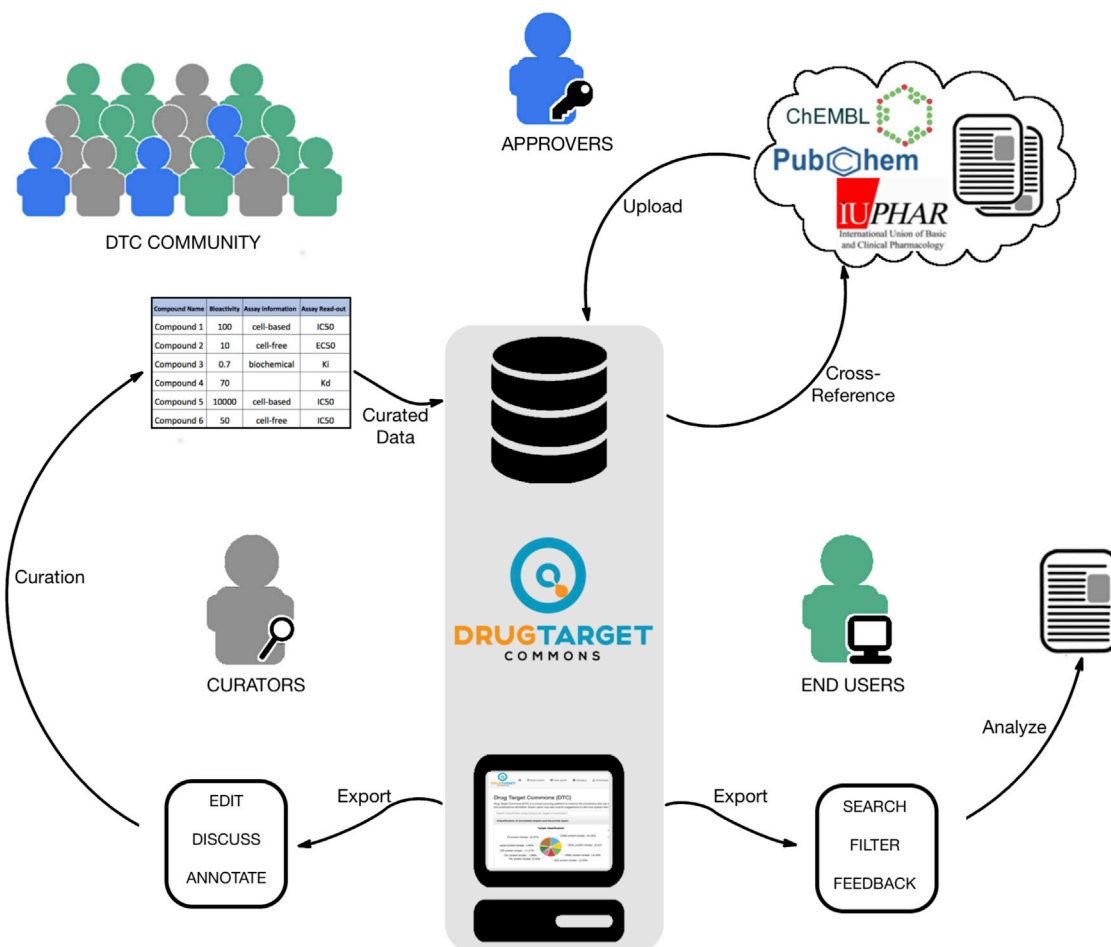 APPROVERS
DTC COMMUNITY
ChEMBL
PubChem
IUPHAR
International Union of Basic
and Clinical Pharmacology
Upload
Cross-
Reference
Compound Name Bioactivity Assay information Assay Read-out
Compound 1 100 cell-based IC50
Compound 2 10 cell-free EC50
Compound 3 0.7 biochemical Ki
Compound 4 70 Kd
Compound 5 10000 cell-based IC50
Compound 6 50 cell-free IC50
Curated
Data
Curation
CURATORS
DRUGTARGET
COMMONS
END USERS
Analyze
EDIT
DISCUSS
ANNOTATE
Export
Drug Target Commons (DTC)
Export
SEARCH
FILTER
FEEDBACK